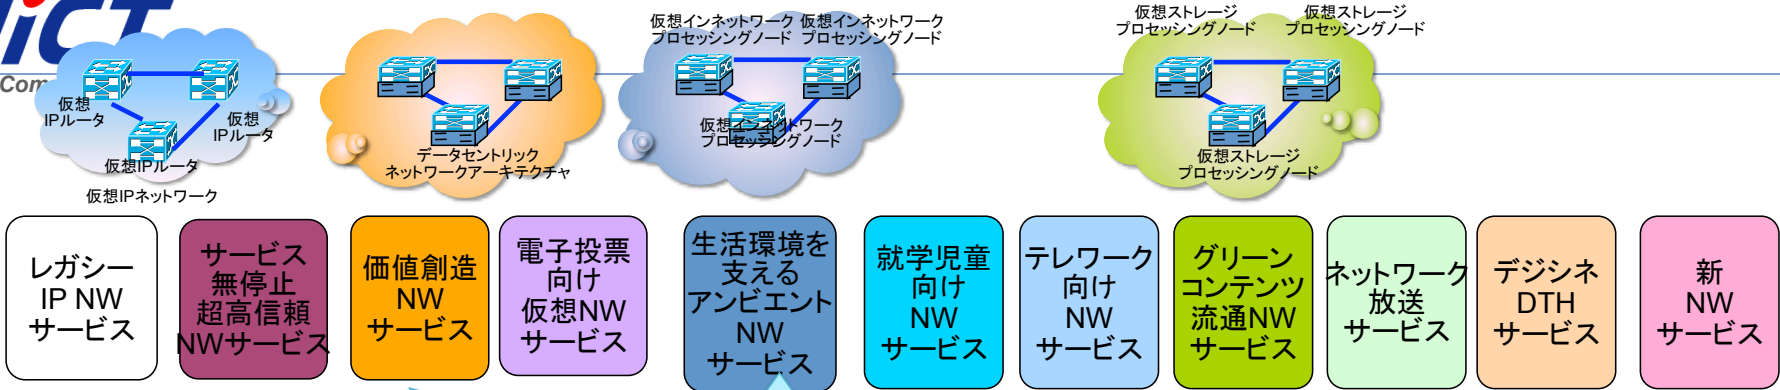 NiCT
Com
仮想
IPルータ
仮想
IPルータ
仮想IPルータ
仮想IPネットワーク
データセントリック
ネットワークアーキテクチャ
仮想インネットワーク
プロセッシングノード
仮想インネットワーク
プロセッシングノード
仮想インネットワーク
プロセッシングノード
仮想ストレージ
プロセッシングノード
仮想ストレージ
プロセッシングノード
仮想ストレージ
プロセッシングノード
レガシー
IP NW
サービス
サービス
無停止
超高信頼
NWサービス
価値創造
NW
サービス
電子投票
向け
仮想NW
サービス
生活環境を
支える
アンビエント
NW
サービス
就学児童
向け
NW
サービス
テレワーク
向け
NW
サービス
グリーン
コンテンツ
流通NW
サービス
ネットワーク
放送
サービス
デジシネ
DTH
サービス
新
NW
サービス